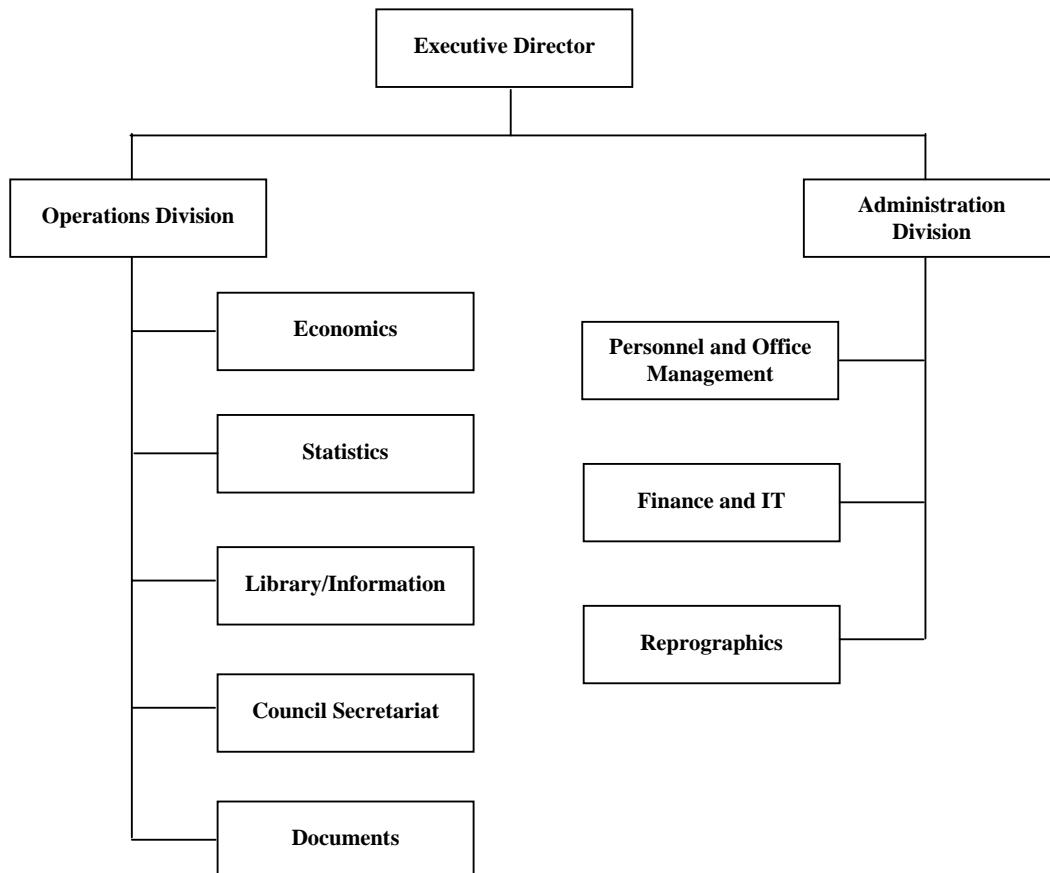 Executive Director
Operations Division
Administration
Division
Economics
Statistics
Library/Information
Council Secretariat
Documents
Personnel and Office
Management
Finance and IT
Reprographics